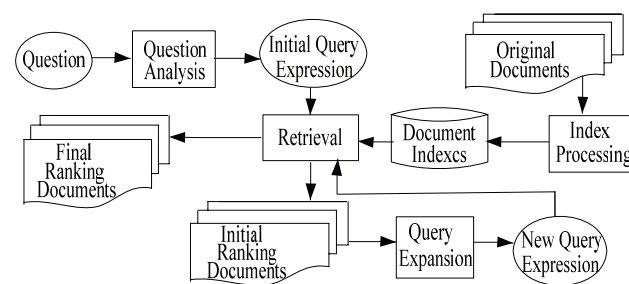 Question
Question
Analysis
Initial Query
Expression
Original
Documents
Final
Ranking
Documents
Retrieval
Document
Indexcs
Index
Processing
Initial
Ranking
Documents
Query
Expansion
New Query
Expression